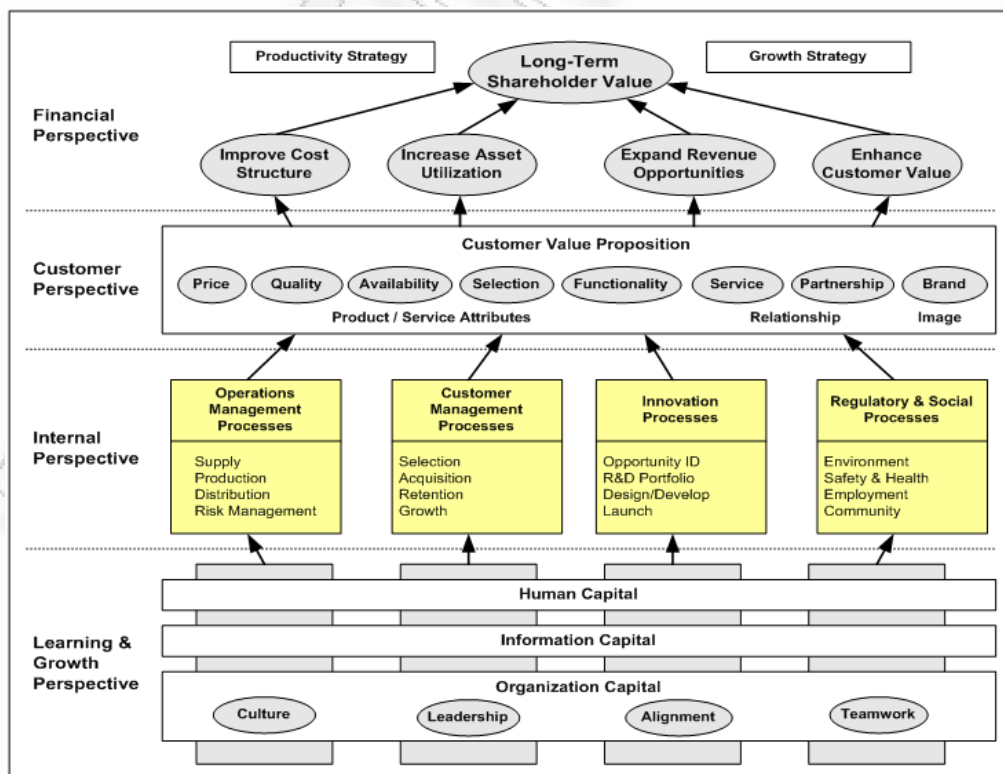 Productivity Strategy
Long-Term
Shareholder Value
Growth Strategy
Financial
Perspective
Improve Cost
Structure
Increase Asset
Utilization
Expand Revenue
Opportunities
Enhance
Customer Value
Customer
Perspective
Customer Value Proposition
Price
Quality
Availability
Selection
Functionality
Service
Partnership
Brand
Product / Service Attributes
Relationship
Image
Internal
Perspective
Operations
Management
Processes
Supply
Production
Distribution
Risk Management
Customer
Management
Processes
Selection
Acquisition
Retention
Growth
Innovation
Processes
Opportunity ID
R&D Portfolio
Design/Develop
Launch
Regulatory & Social
Processes
Environment
Safety & Health
Employment
Community
Learning &
Growth
Perspective
Human Capital
Information Capital
Organization Capital
Culture
Leadership
Alignment
Teamwork